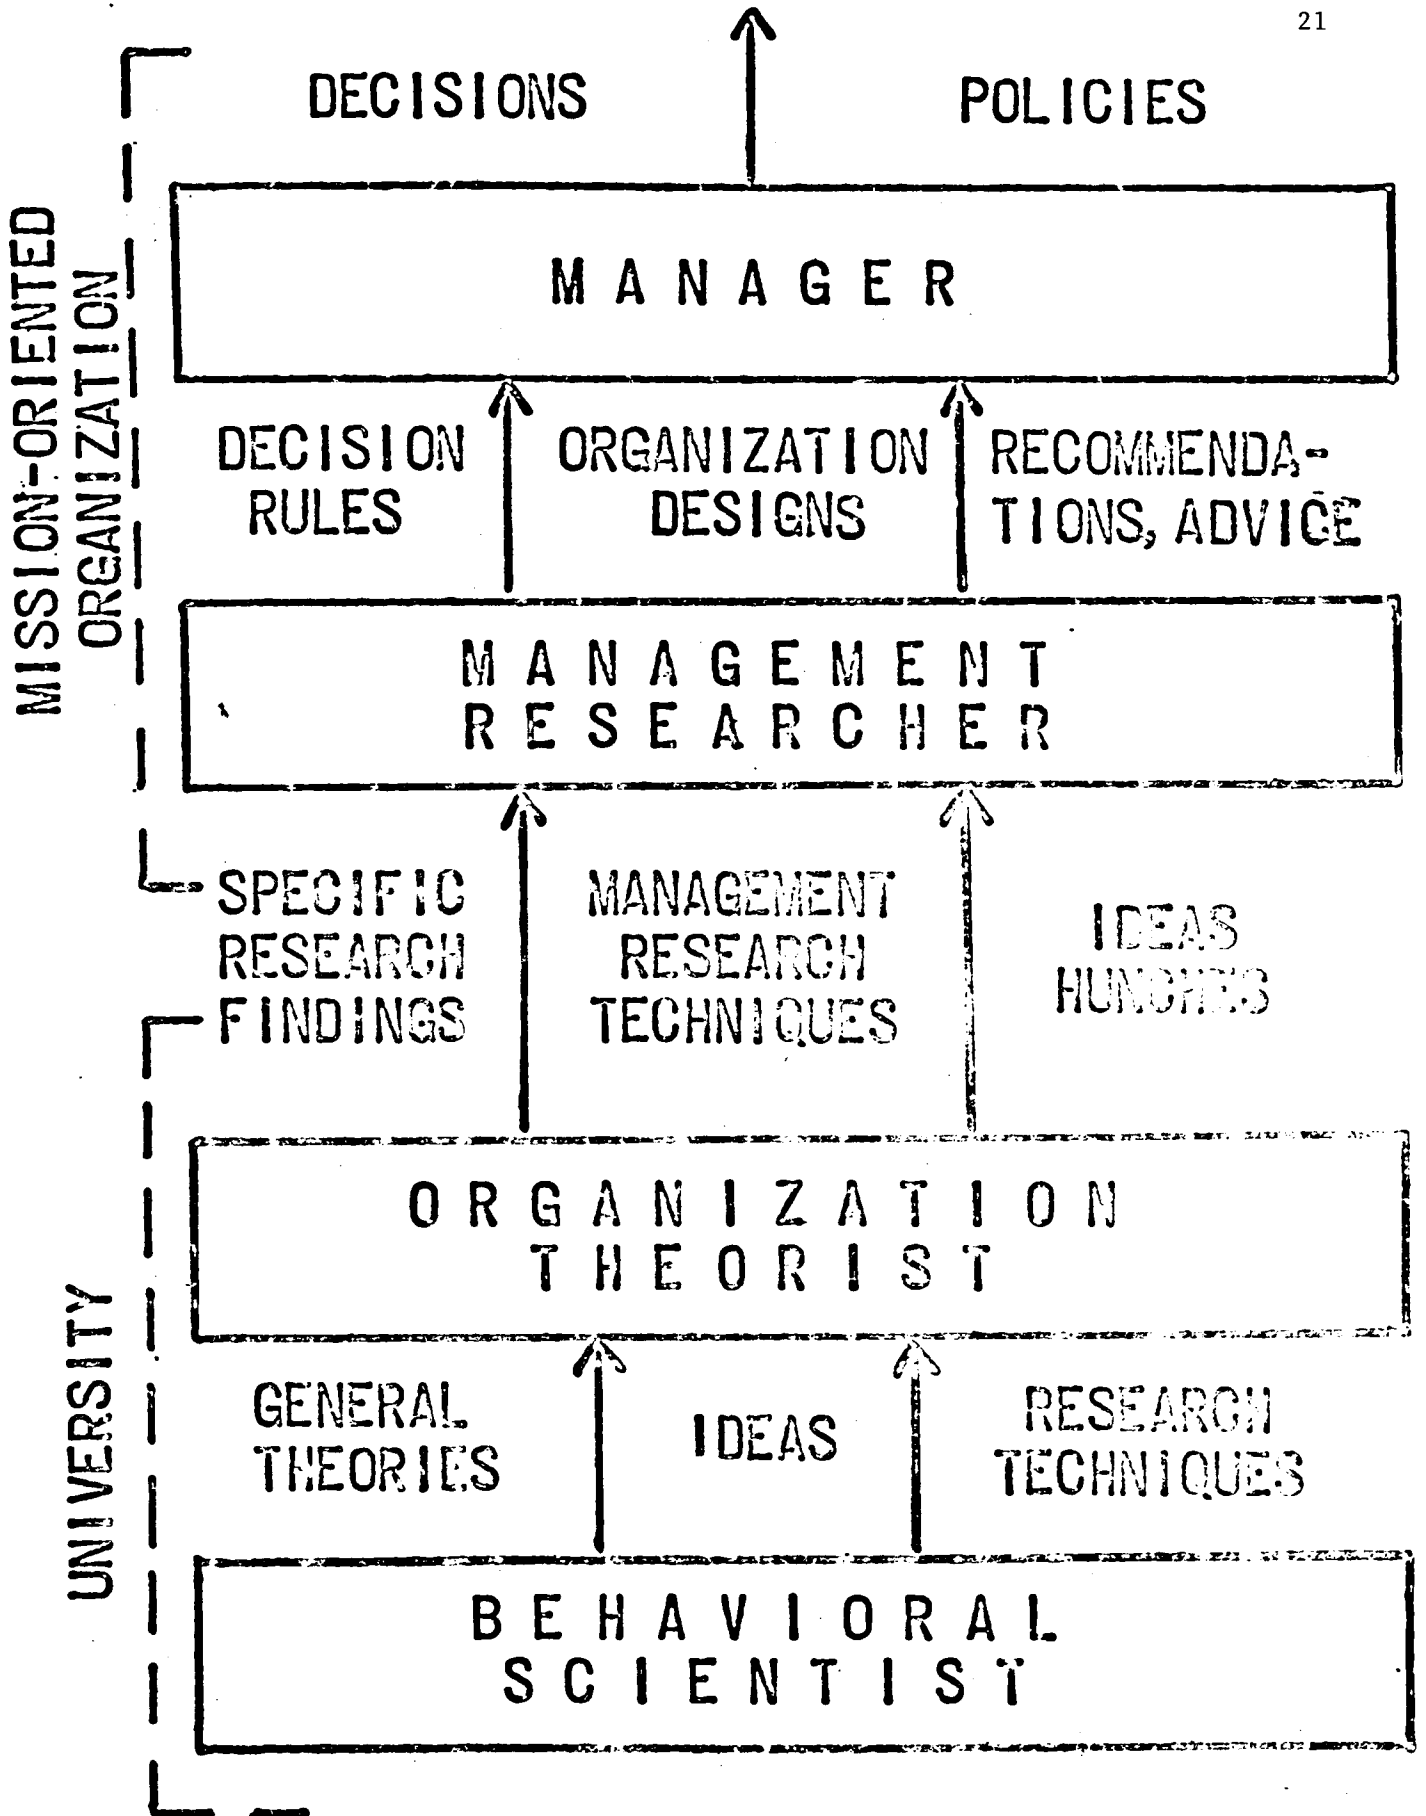 21
DECISIONS
POLICIES
MISSION-ORIENTED
ORGANIZATION
MANAGER
DECISION
RULES
ORGANIZATION
DESIGNS
RECOMMENDA-
TIONS, ADVICE
MANAGEMENT
RESEARCHER
SPECIFIC
RESEARCH
FINDINGS
MANAGEMENT
RESEARCH
TECHNIQUES
IDEAS
HUNCHES
UNIVERSITY
ORGANIZATION
THEORIST
GENERAL
THEORIES
IDEAS
RESEARCH
TECHNIQUES
BEHAVIORAL
SCIENTIST